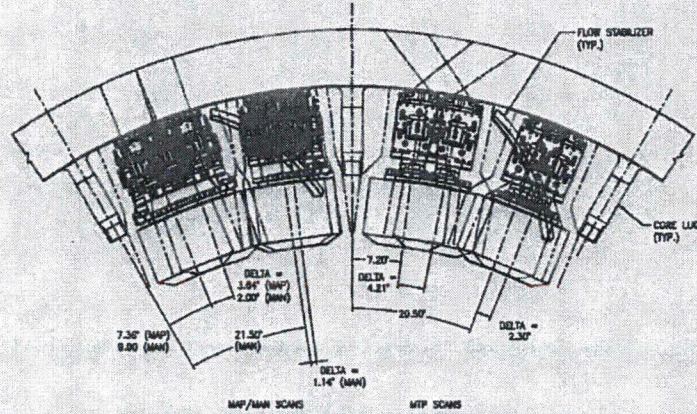 FLOW STABILIZER
(TYP.)
CORE LUG
(TYP.)
DELTA =
3.64° (MAP)
2.00° (MAN)
7.20°
DELTA =
4.21°
7.36° (MAP)
9.00 (MAN)
21.50°
(MAN)
29.50°
DELTA =
2.30°
DELTA =
1.14° (MAN)
MAP/MAN SCANS
MTP SCANS